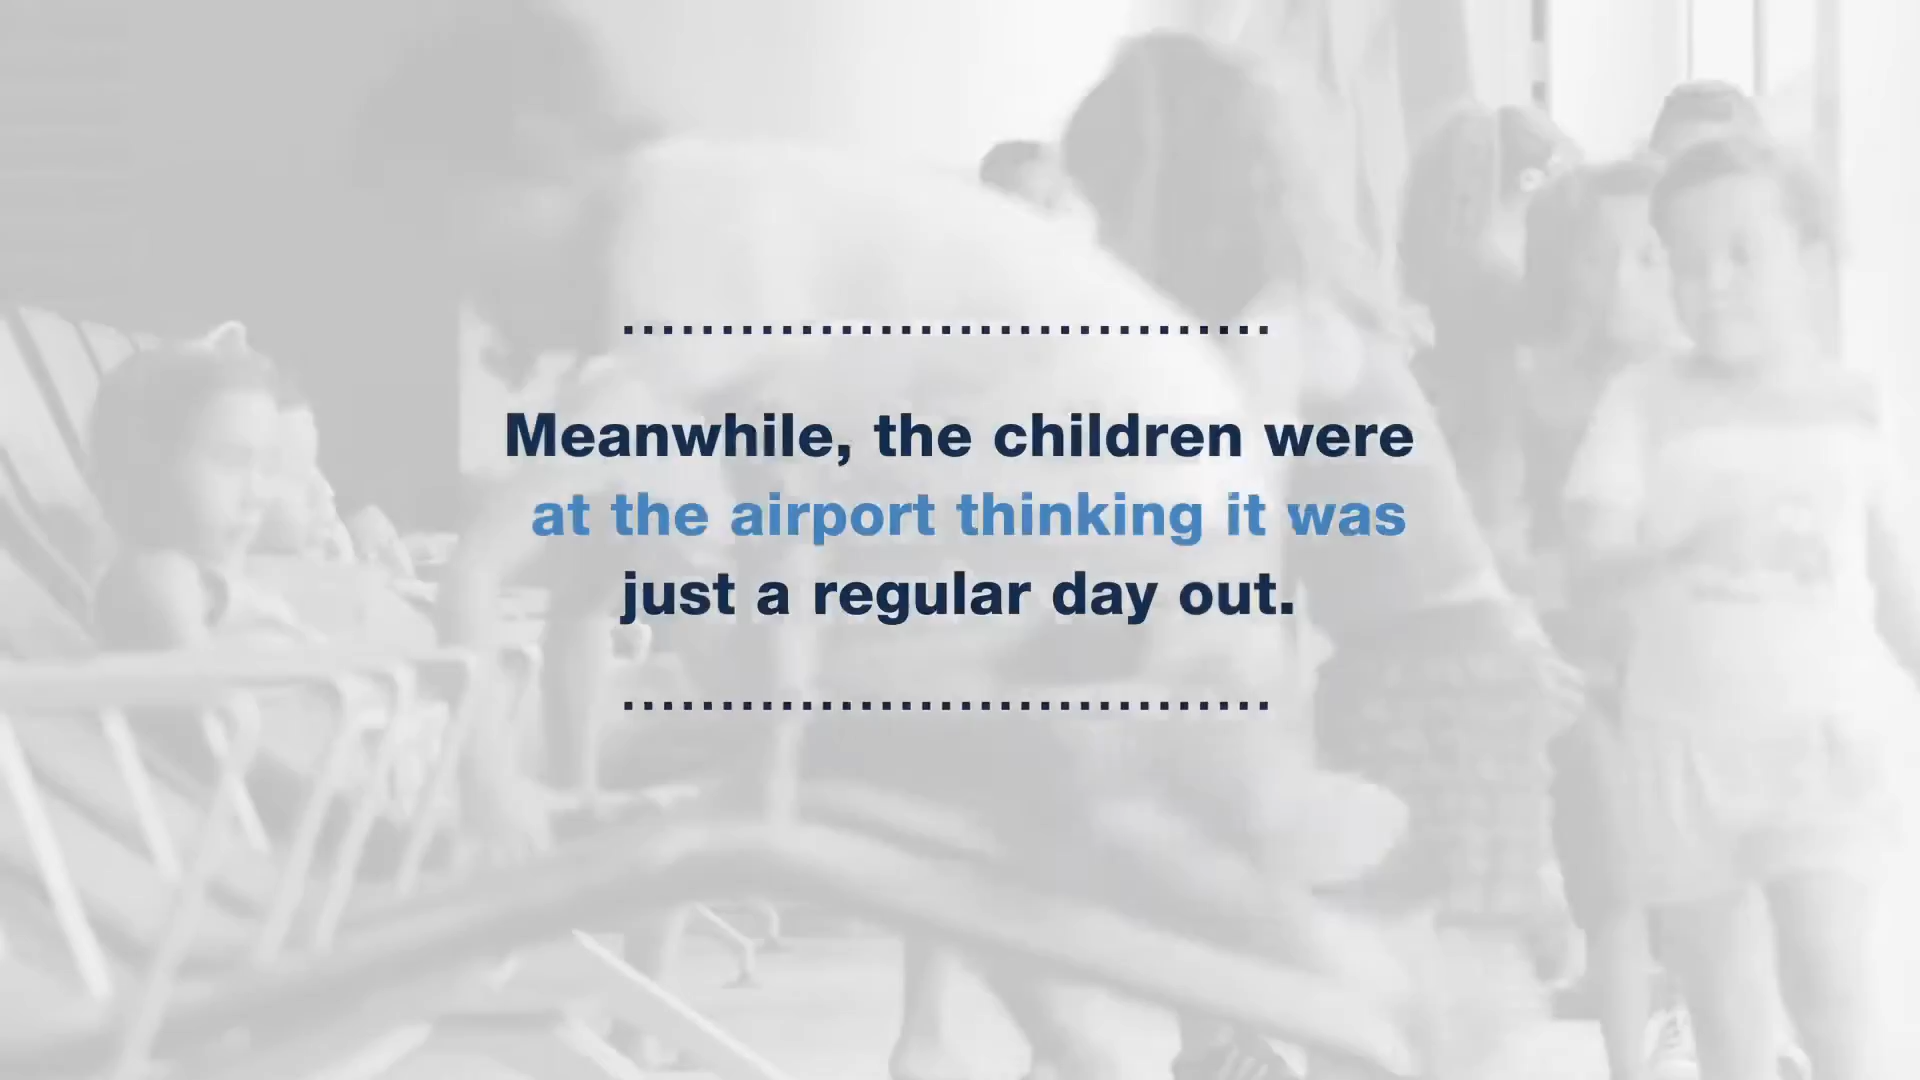 Meanwhile, the children were
at the airport thinking it was
just a regular day out.